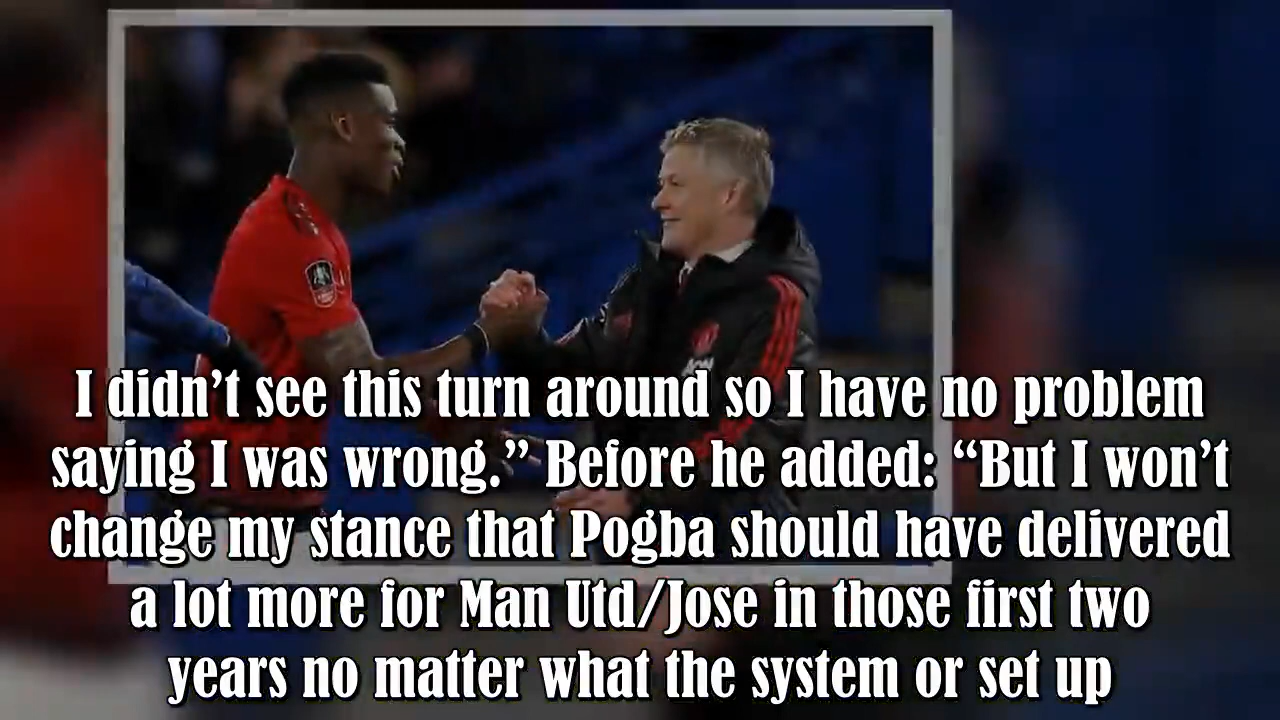 I didn’t see this turn around so I have no problem
saying I was wrong.” Before he added: “But I won’t
change my stance that Pogba should have delivered
a lot more for Man Utd/Jose in those first two
years no matter what the system or set up